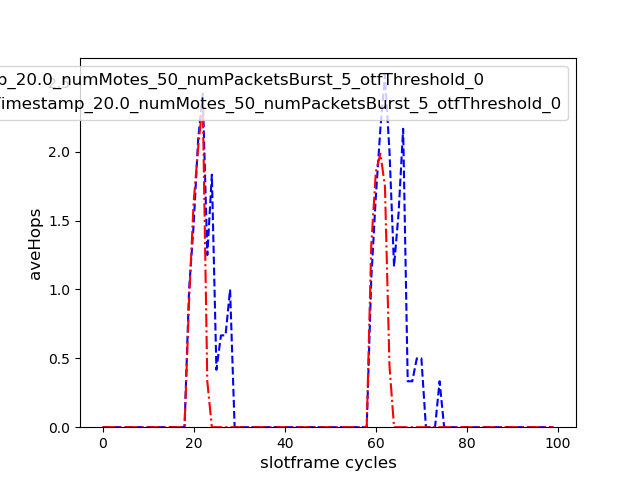 p_20.0_numMotes_50_numPacketsBurst_5_otfThreshold_0
Timestamp_20.0_numMotes_50_numPacketsBurst_5_otfThreshold_0
2.0
1.5
1.0
0.5
0.0
aveHops
0 20 40 60 80 100
slotframe cycles